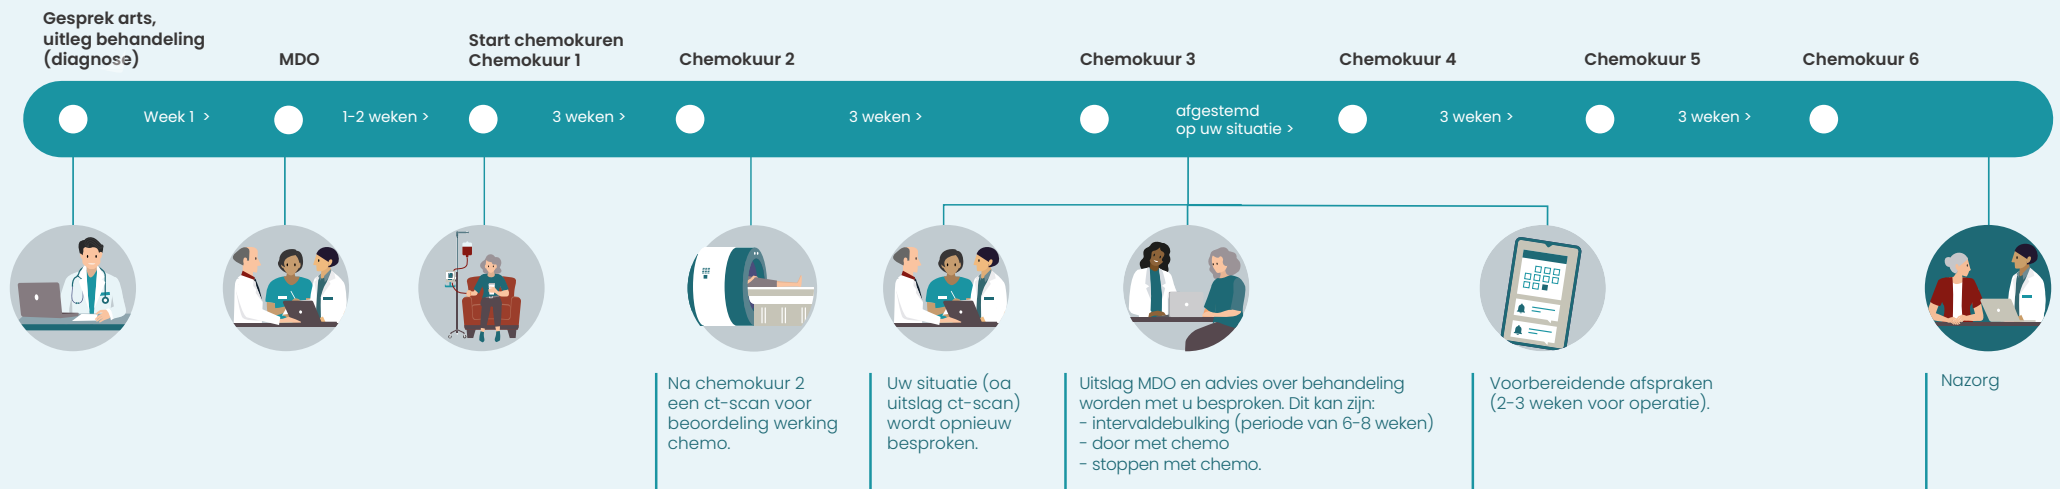 Gesprek arts,
uitleg behandeling
(diagnose)
MDO
Start chemokuren
Chemokuur 1
Chemokuur 2
Chemokuur 3
Chemokuur 4
Chemokuur 5
Chemokuur 6
Week 1 >
1-2 weken >
3 weken >
3 weken >
afgestemd
op uw situatie >
3 weken >
3 weken >
Na chemokuur 2
een ct-scan voor
beoordeling werking
chemo.
Uw situatie (oa
uitslag ct-scan)
wordt opnieuw
besproken.
Uitslag MDO en advies over behandeling
worden met u besproken. Dit kan zijn:
- intervaldebulking (periode van 6-8 weken)
- door met chemo
- stoppen met chemo.
Voorbereidende afspraken
(2-3 weken voor operatie).
Nazorg